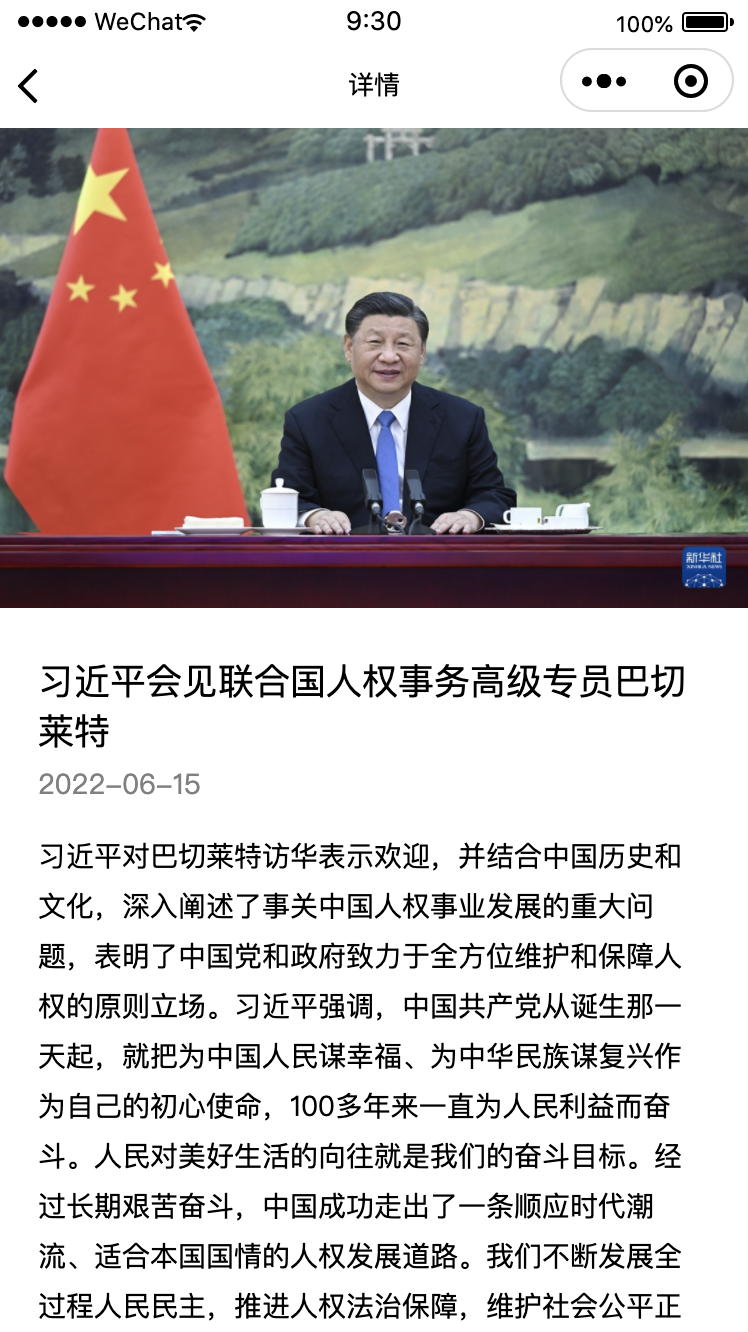 WeChat
9:30
100%
详情
新华社
XINHUA NEWS
习近平会见联合国人权事务高级专员巴切
莱特
2022-06-15
习近平对巴切莱特访华表示欢迎，并结合中国历史和
文化，深入阐述了事关中国人权事业发展的重大问
题，表明了中国党和政府致力于全方位维护和保障人
权的原则立场。习近平强调，中国共产党从诞生那一
天起，就把为中国人民谋幸福、为中华民族谋复兴作
为自己的初心使命，100多年来一直为人民利益而奋
斗。人民对美好生活的向往就是我们的奋斗目标。经
过长期艰苦奋斗，中国成功走出了一条顺应时代潮
流、适合本国国情的人权发展道路。我们不断发展全
过程人民民主，推进人权法治保障，维护社会公平正